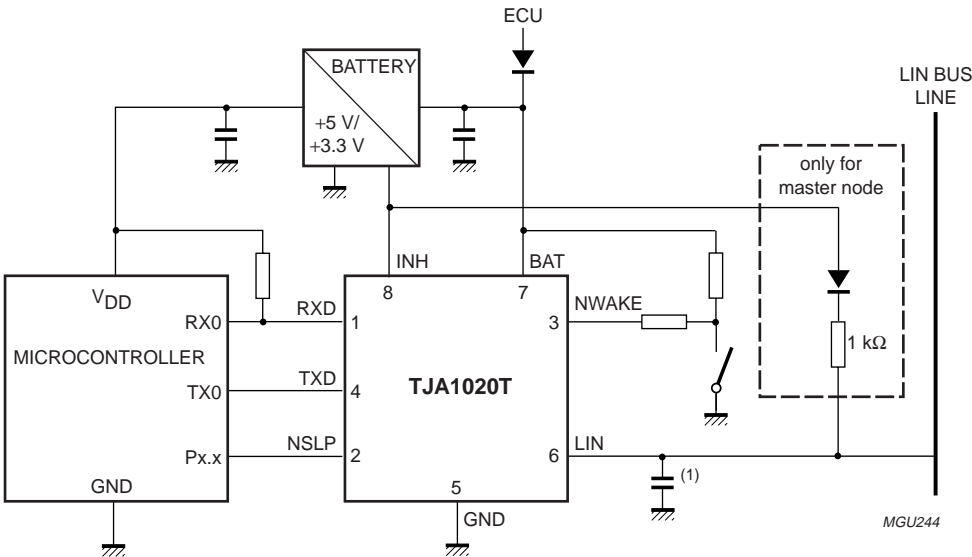 ECU
BATTERY
+5 V/
+3.3 V
LIN BUS
LINE
only for
master node
INH
BAT
8
7
VDD
RX0
RXD
1
3
NWAKE
MICROCONTROLLER
1 kΩ
TX0
TXD
4
TJA1020T
Px.x
NSLP
2
6
LIN
(1)
GND
5
GND
MGU244